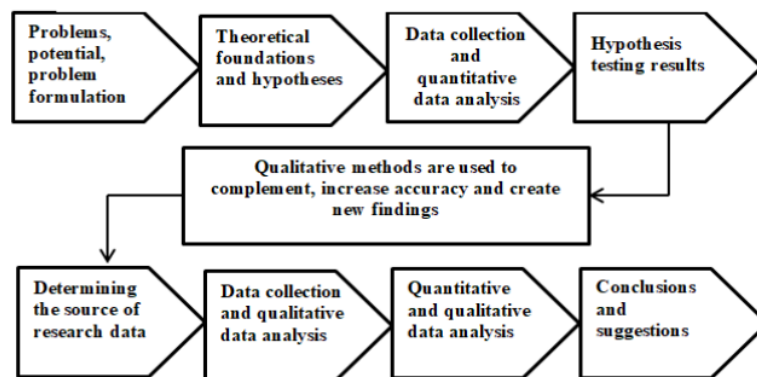 Problems,
potential,
problem
formulation
Theoretical
foundations
and hypotheses
Data collection
and
quantitative
data analysis
Hypothesis
testing results
Qualitative methods are used to
complement, increase accuracy and create
new findings
Determining
the source of
research data
Data collection
and qualitative
data analysis
Quantitative
and qualitative
data analysis
Conclusions
and
suggestions